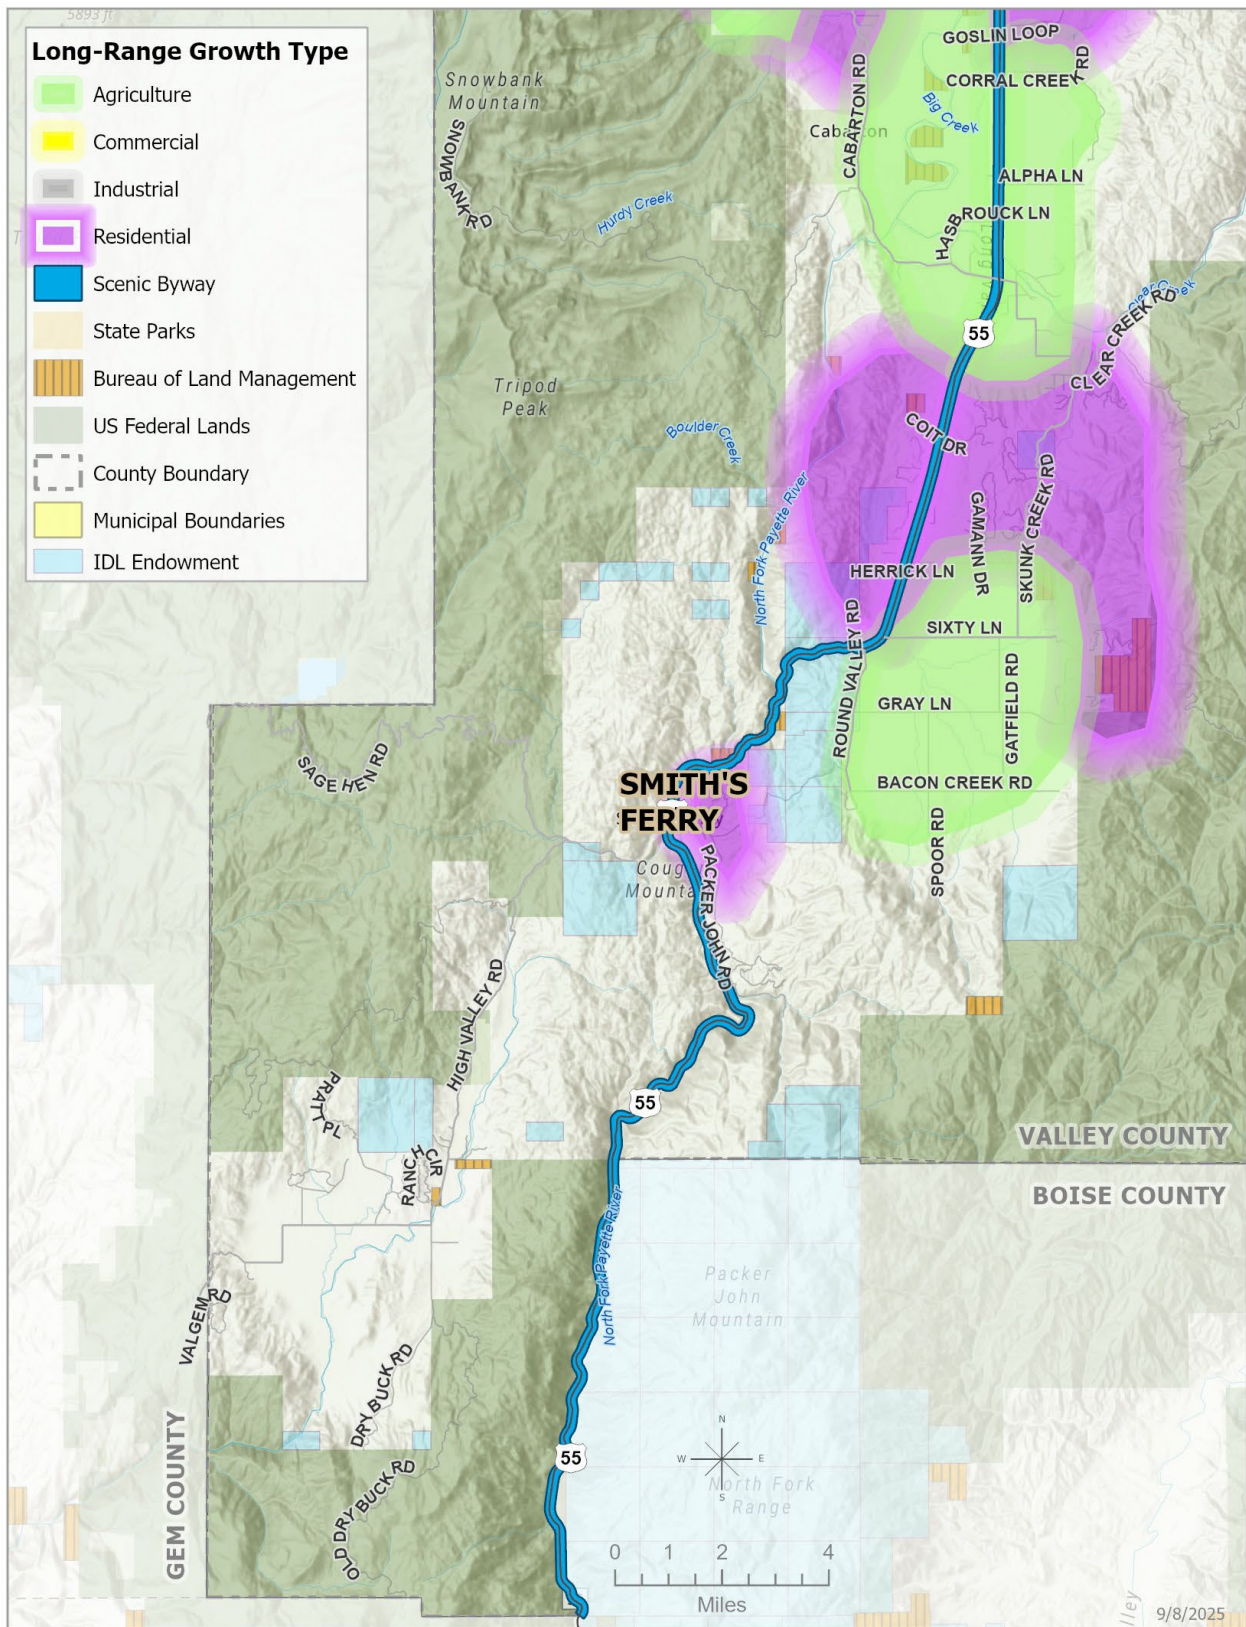 5893 ft
Long-Range Growth Type
Agriculture
Commercial
Industrial
Residential
Scenic Byway
State Parks
Bureau of Land Management
US Federal Lands
County Boundary
Municipal Boundaries
IDL Endowment
GOSLIN LOOP
CORRAL CREEK RD
Snowbank
Mountain
SNOWBANK RD
CABARTON RD
Big Creek
Cabarton
ALPHA LN
HASBROUCK LN
Hurdy Creek
Clear Creek
CLEAR CREEK RD
55
Tripod
Peak
Boulder Creek
COIT DR
North Fork Payette River
GAMANN DR
SKUNK CREEK RD
HERRICK LN
SIXTY LN
ROUND VALLEY RD
GRAY LN
GATFIELD RD
SAGE HEN RD
BACON CREEK RD
SMITH'S
FERRY
SPOOR RD
PACKER JOHN RD
HIGH VALLEY RD
PRATT PL
55
RANCH CIR
VALLEY COUNTY
BOISE COUNTY
North Fork Payette River
Packer
John
Mountain
VALGEM RD
DRY BUCK RD
GEM COUNTY
OLD DRY BUCK RD
55
N
W E
S
North Fork
Range
0 1 2 4
Miles
9/8/2025